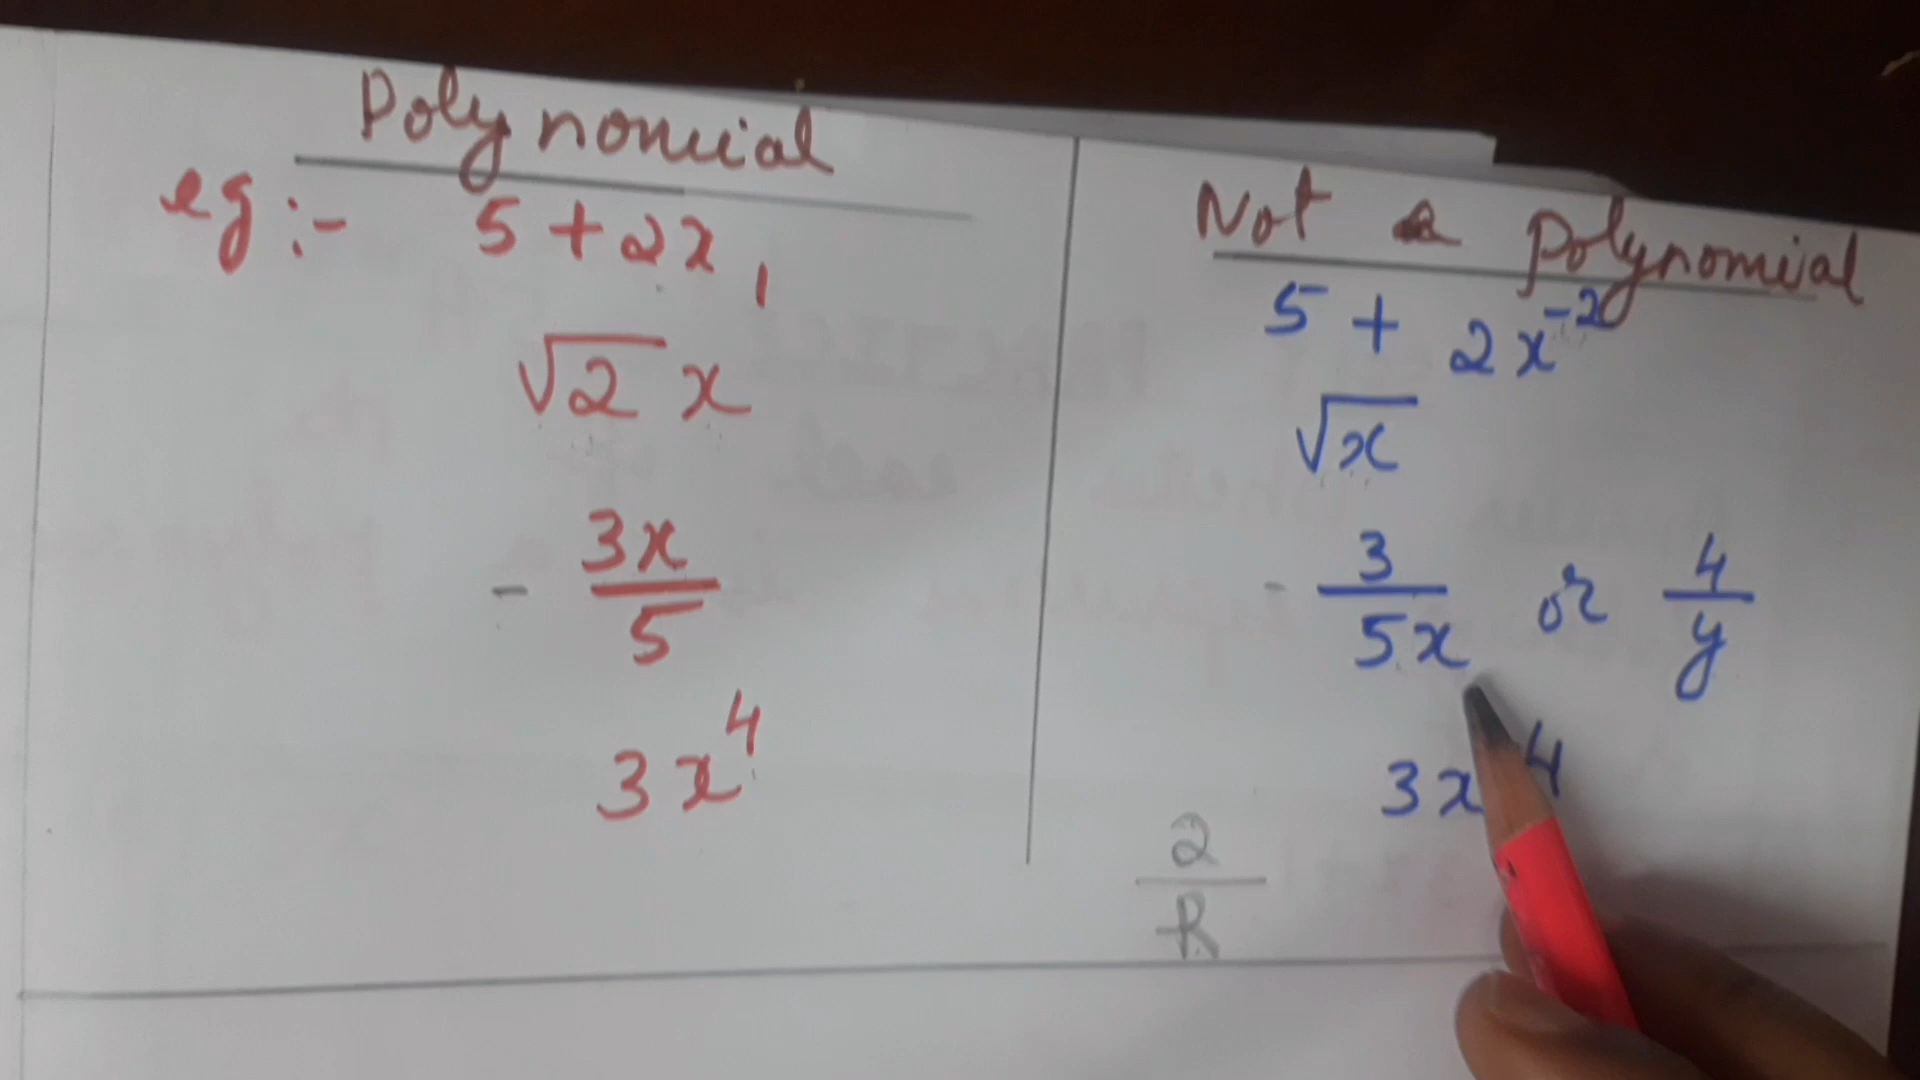 Polynomial
eg:- 5 + 2x,
√2 x
- 3x/5
3x⁴
Not a polynomial
5 + 2x⁻²
√x
- 3/5x or 4/y
3x 4
2